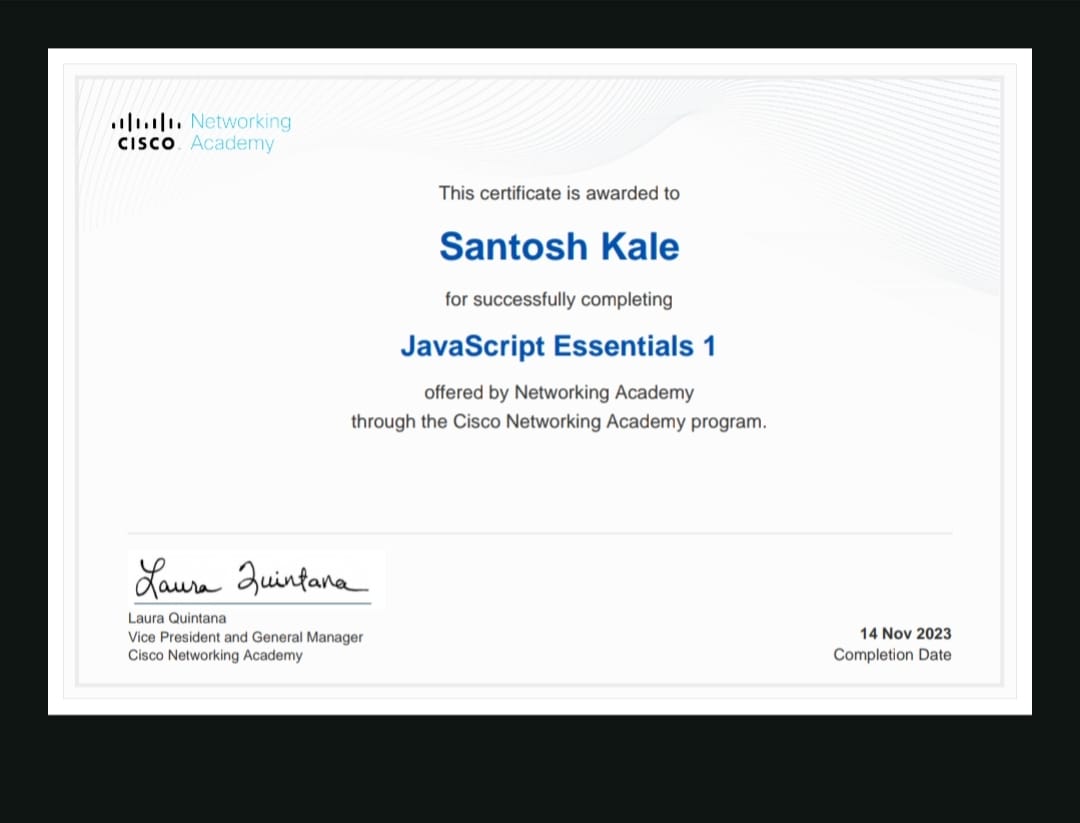 Networking
CISCO. Academy
This certificate is awarded to
Santosh Kale
for successfully completing
JavaScript Essentials 1
offered by Networking Academy
through the Cisco Networking Academy program.
Laura Quintana
Laura Quintana
Vice President and General Manager
Cisco Networking Academy
14 Nov 2023
Completion Date